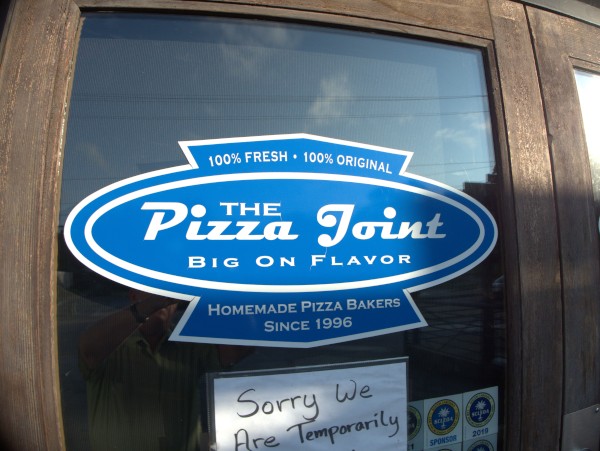 100% FRESH • 100% ORIGINAL
THE
Pizza Joint
BIG ON FLAVOR
HOMEMADE PIZZA BAKERS
SINCE 1996
Sorry We
Are Temporarily
SPONSOR
2019